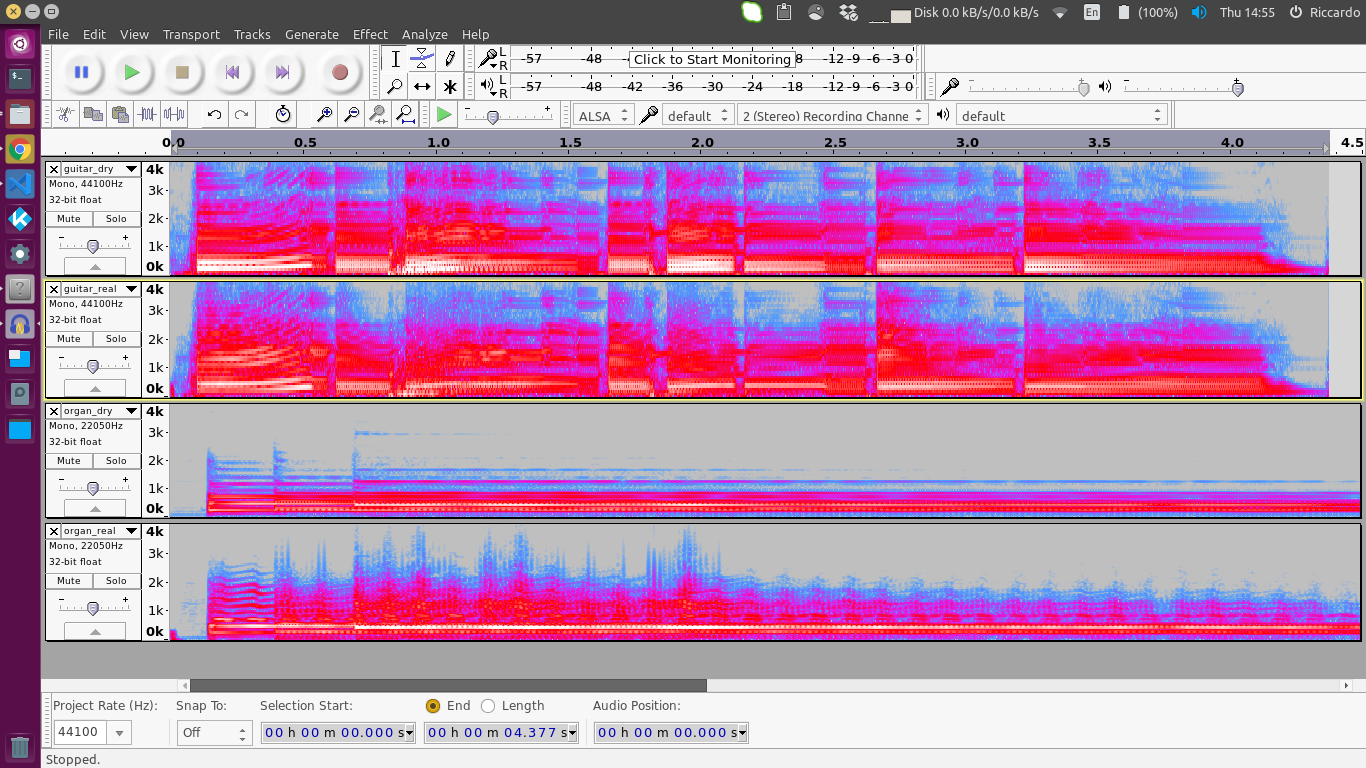 Disk 0.0 kB/s/0.0 kB/s En (100%) Thu 14:55 Riccardo
File Edit View Transport Tracks Generate Effect Analyze Help
L R -57 -48 -4 Click to Start Monitoring 8 -12 -9 -6 -3 0
L R -57 -48 -42 -36 -30 -24 -18 -12 -9 -6 -3 0
ALSA default 2 (Stereo) Recording Channe default
0.0 0.5 1.0 1.5 2.0 2.5 3.0 3.5 4.0 4.5
X guitar_dry 4k
Mono, 44100Hz 3k
32-bit float
Mute Solo 2k
- + 1k
0k
X guitar_real 4k
Mono, 44100Hz 3k
32-bit float
Mute Solo 2k
- + 1k
0k
X organ_dry 4k
Mono, 22050Hz 3k
32-bit float
Mute Solo 2k
- + 1k
0k
X organ_real 4k
Mono, 22050Hz 3k
32-bit float
Mute Solo 2k
- + 1k
0k
Project Rate (Hz): Snap To: Selection Start: End Length Audio Position:
44100 Off 00 h 00 m 00.000 s 00 h 00 m 04.377 s 00 h 00 m 00.000 s
Stopped.